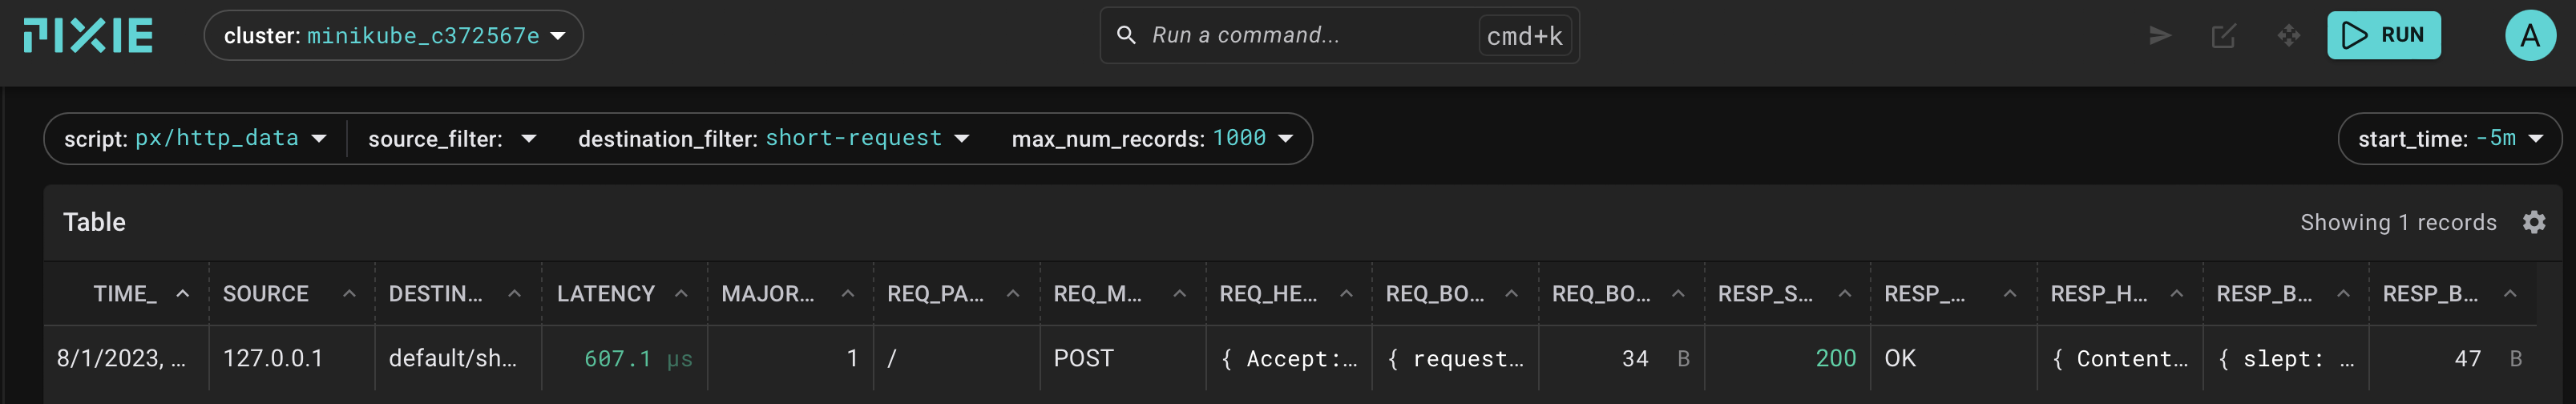 PIXIE cluster: minikube_c372567e Run a command... cmd+k RUN A
script: px/http_data source_filter: destination_filter: short-request max_num_records: 1000 start_time: -5m
Table Showing 1 records
TIME_ SOURCE DESTIN... LATENCY MAJOR... REQ_PA... REQ_M... REQ_HE... REQ_BO... REQ_BO... RESP_S... RESP_... RESP_H... RESP_B... RESP_B...
8/1/2023, ... 127.0.0.1 default/sh... 607.1 µs 1 / POST { Accept:... { request... 34 B 200 OK { Content... { slept: ... 47 B